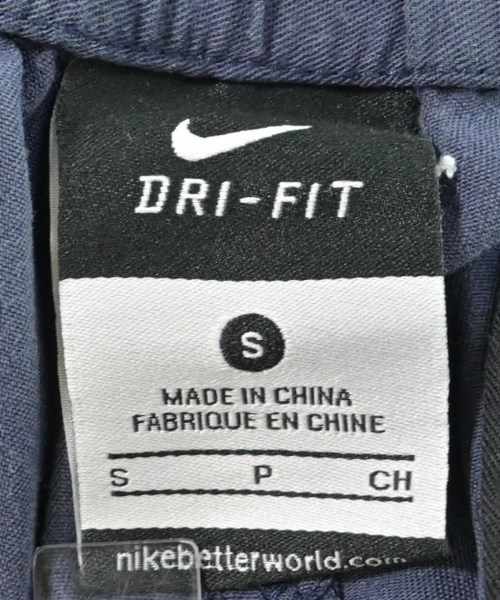 DRI-FIT
S
MADE IN CHINA
FABRIQUE EN CHINE
S P CH
nikebetterworld.com